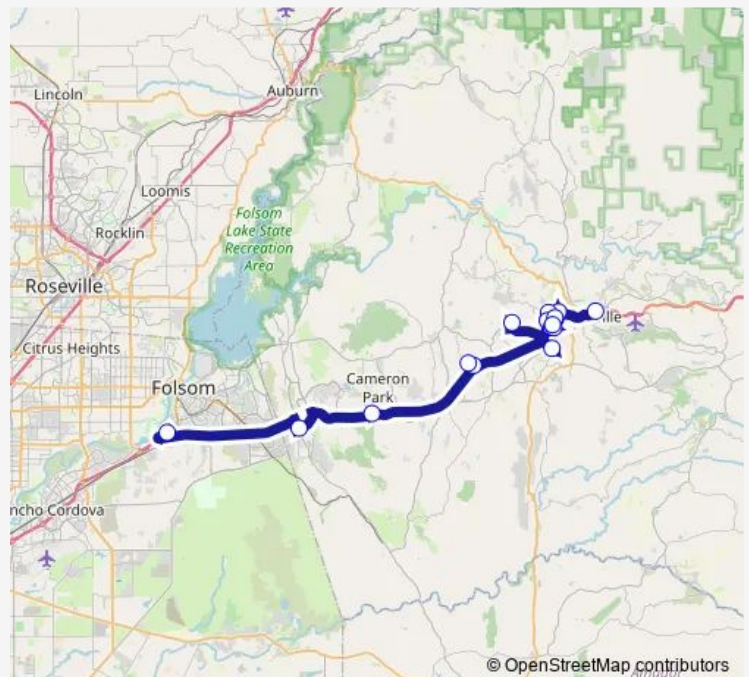 Lincoln
Auburn
Loomis
Folsom
Lake State
Recreation
Area
Rocklin
Roseville
Citrus Heights
ille
Cameron
Park
Folsom
ncho Cordova
© OpenStreetMap contributors